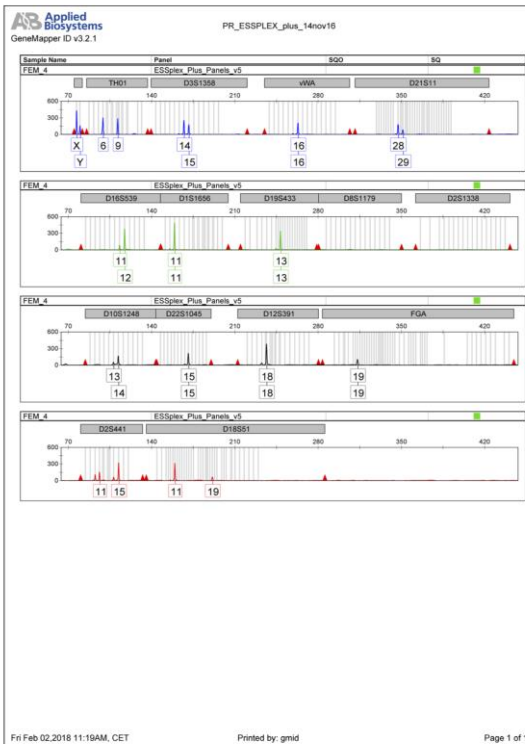 AB Applied Biosystems
PR_ESSPLEX_plus_14nov16
GeneMapper ID v3.2.1
Sample Name Panel SQO SQ
FEM_4 ESSplex_Plus_Panels_v5
TH01 D3S1358 vWA D21S11
70 140 210 280 350 420
600
300
0
X 6 9 14 16 28
Y 15 16 29
FEM_4 ESSplex_Plus_Panels_v5
D16S539 D1S1656 D19S433 D8S1179 D2S1338
70 140 210 280 350 420
600
300
0
11 11 13
12 11 13
FEM_4 ESSplex_Plus_Panels_v5
D10S1248 D22S1045 D12S391 FGA
70 140 210 280 350 420
600
300
0
13 15 18 19
14 15 18 19
FEM_4 ESSplex_Plus_Panels_v5
D2S441 D18S51
70 140 210 280 350 420
600
300
0
11 15 11 19
Fri Feb 02,2018 11:19AM, CET Printed by: gmid Page 1 of 1